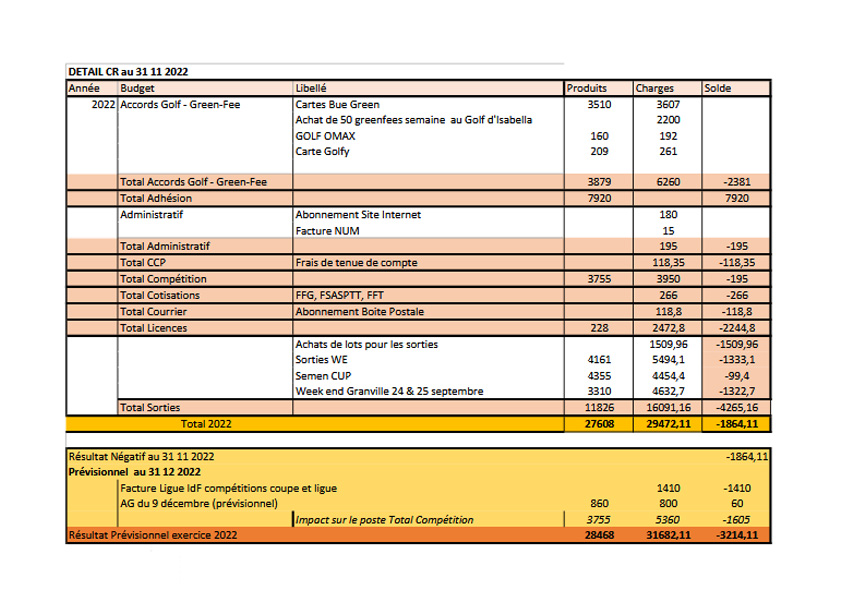 DETAIL CR au 31 11 2022
Année Budget Libellé Produits Charges Solde
2022 Accords Golf - Green-Fee Cartes Bue Green 3510 3607
Achat de 50 greenfees semaine au Golf d'Isabella 2200
GOLF OMAX 160 192
Carte Golfy 209 261
Total Accords Golf - Green-Fee 3879 6260 -2381
Total Adhésion 7920 7920
Administratif Abonnement Site Internet 180
Facture NUM 15
Total Administratif 195 -195
Total CCP Frais de tenue de compte 118,35 -118,35
Total Compétition 3755 3950 -195
Total Cotisations FFG, FSASPTT, FFT 266 -266
Total Courrier Abonnement Boite Postale 118,8 -118,8
Total Licences 228 2472,8 -2244,8
Achats de lots pour les sorties 1509,96 -1509,96
Sorties WE 4161 5494,1 -1333,1
Semen CUP 4355 4454,4 -99,4
Week end Granville 24 & 25 septembre 3310 4632,7 -1322,7
Total Sorties 11826 16091,16 -4265,16
Total 2022 27608 29472,11 -1864,11
Résultat Négatif au 31 11 2022 -1864,11
Prévisionnel au 31 12 2022
Facture Ligue IdF compétitions coupe et ligue 1410 -1410
AG du 9 décembre (prévisionnel) 860 800 60
Impact sur le poste Total Compétition 3755 5360 -1605
Résultat Prévisionnel exercice 2022 28468 31682,11 -3214,11